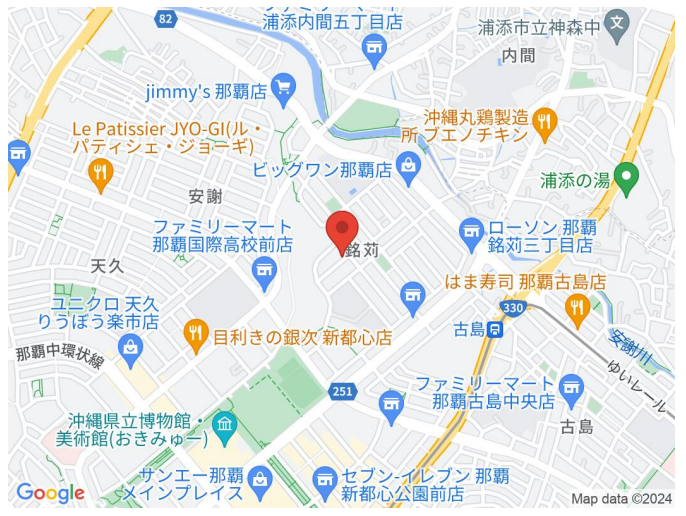 ファミリーマート
浦添内間五丁目店
82
浦添市立神森中
文
内間
jimmy's 那覇店
沖縄丸鶏製造
所 ブエノチキン
Le Patissier JYO-GI(ル・
パティシェ・ジョーギ)
ビッグワン那覇店
浦添の湯
安謝
ファミリーマート
那覇国際高校前店
ローソン 那覇
銘苅三丁目店
銘苅
天久
はま寿司 那覇古島店
ユニクロ 天久
りうぼう楽市店
330
古島
目利きの銀次 新都心店
安謝川
那覇中環状線
ゆいレール
251
ファミリーマート
那覇古島中央店
沖縄県立博物館・
美術館(おきみゅー)
古島
サンエー那覇
メインプレイス
セブン-イレブン 那覇
新都心公園前店
Google
Map data ©2024